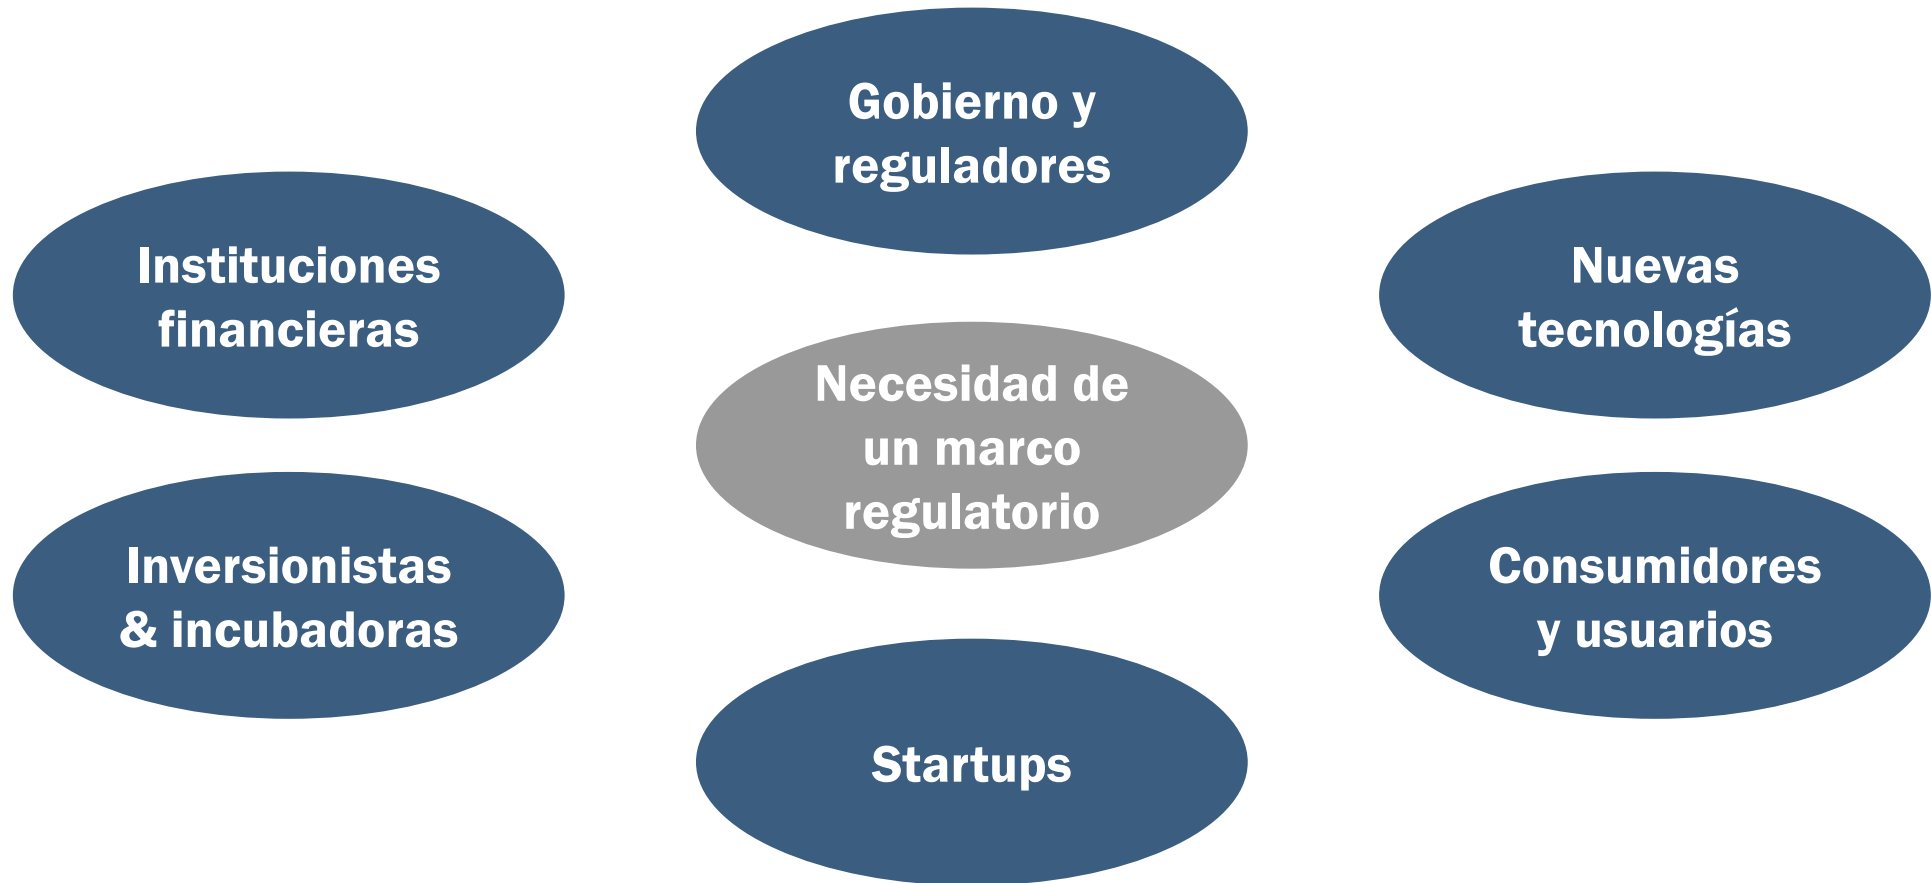 Gobierno y
reguladores
Instituciones
financieras
Nuevas
tecnologías
Necesidad de
un marco
regulatorio
Inversionistas
& incubadoras
Consumidores
y usuarios
Startups